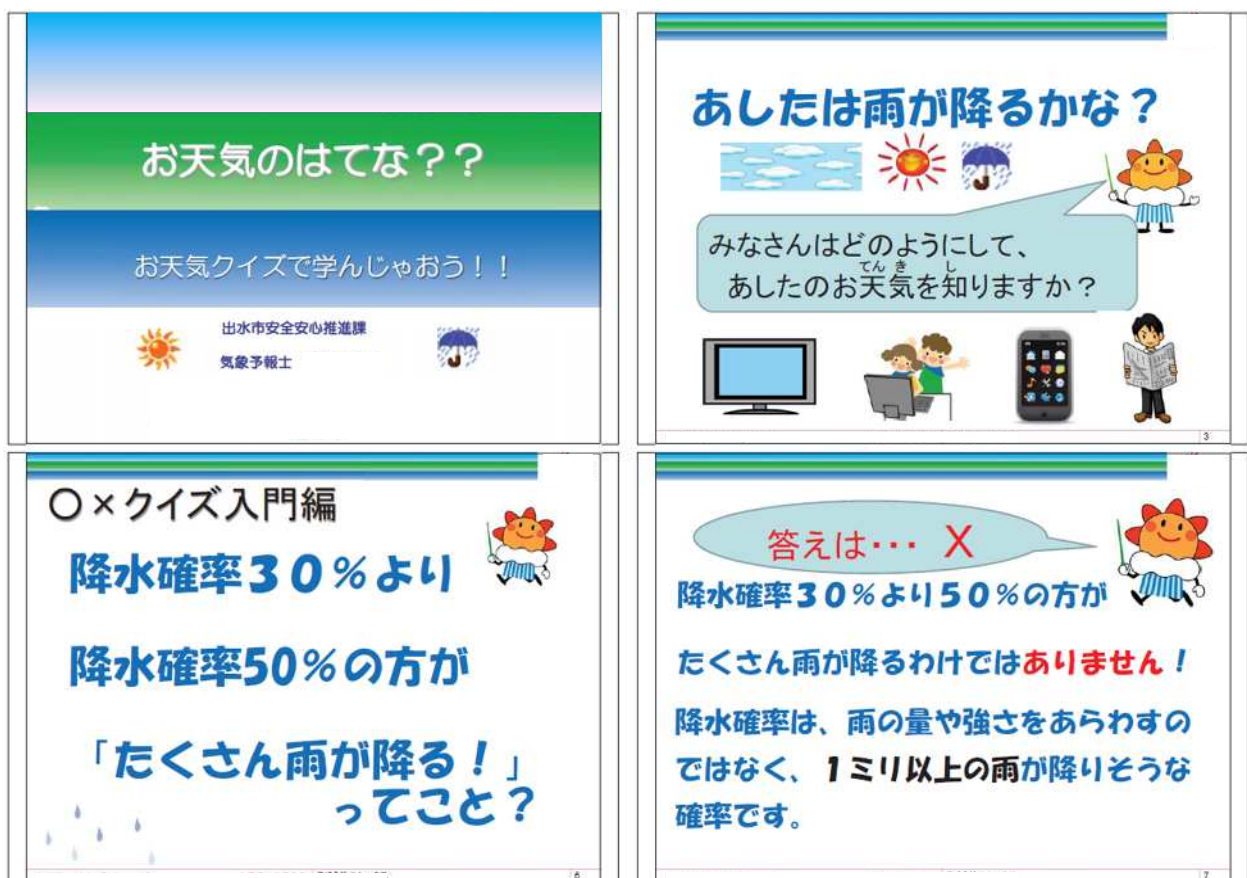 お天気のはてな？？
お天気クイズで学んじゃおう！！
出水市安全安心推進課
気象予報士
あしたは雨が降るかな？
みなさんはどのようにして、
てん き し
あしたのお天気を知りますか？
3
〇×クイズ入門編
降水確率３０％より
降水確率50％の方が
「たくさん雨が降る！」
ってこと？
6
答えは… X
降水確率３０％より５０％の方が
たくさん雨が降るわけではありません！
降水確率は、雨の量や強さをあらわすの
ではなく、１ミリ以上の雨が降りそうな
確率です。
7